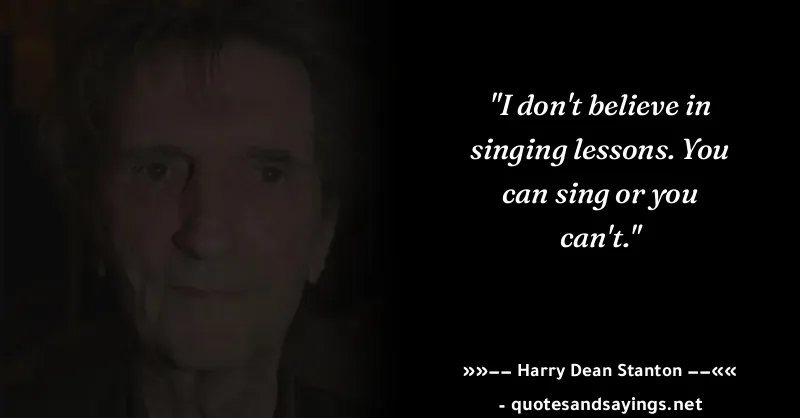 "I don't believe in
singing lessons. You
can sing or you
can't."
»»−− Harry Dean Stanton −−««
- quotesandsayings.net